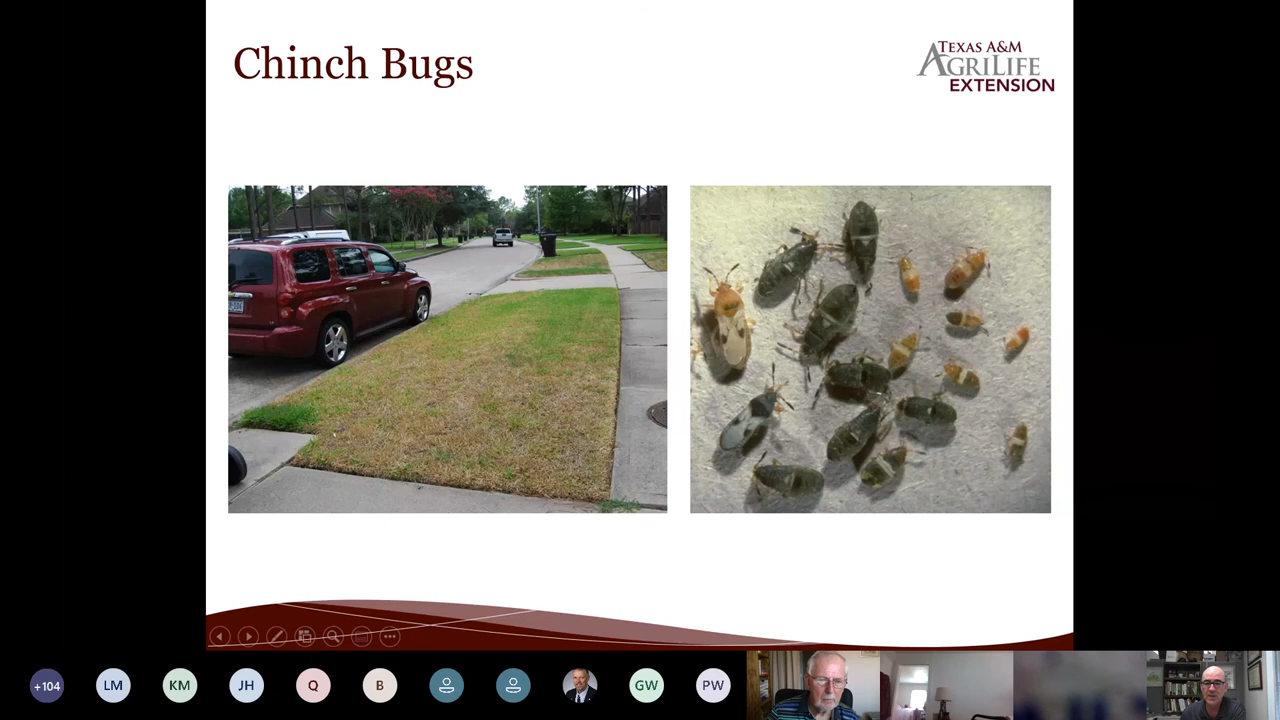 Chinch Bugs
TEXAS A&M
AGRILIFE
EXTENSION
+104
LM
KM
JH
Q
B
GW
PW